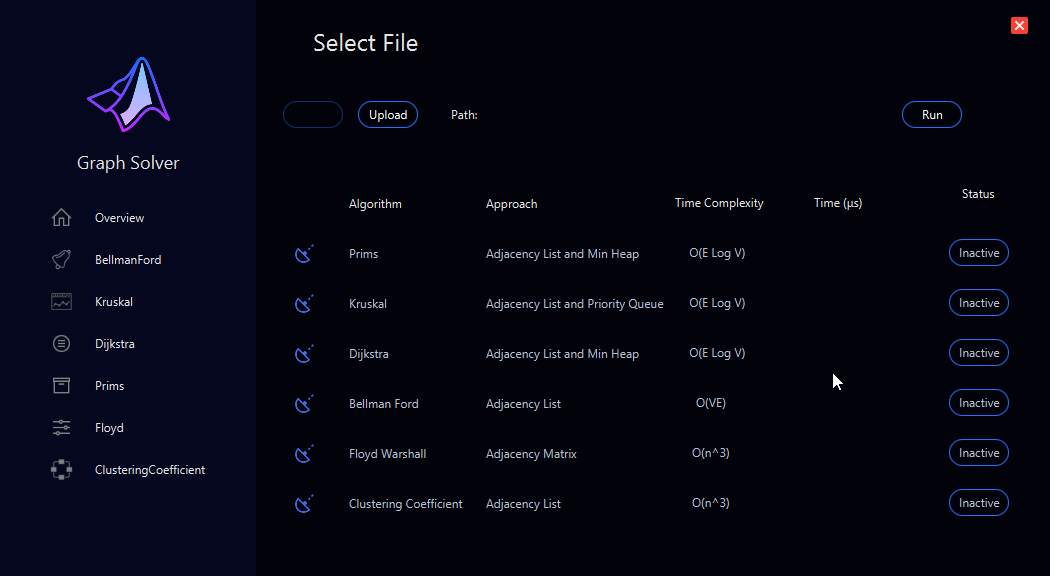 Select File
Upload
Path:
Run
Graph Solver
Overview
BellmanFord
Kruskal
Dijkstra
Prims
Floyd
ClusteringCoefficient
Algorithm Approach Time Complexity Time (µs) Status
Prims Adjacency List and Min Heap O(E Log V) Inactive
Kruskal Adjacency List and Priority Queue O(E Log V) Inactive
Dijkstra Adjacency List and Min Heap O(E Log V) Inactive
Bellman Ford Adjacency List O(VE) Inactive
Floyd Warshall Adjacency Matrix O(n^3) Inactive
Clustering Coefficient Adjacency List O(n^3) Inactive